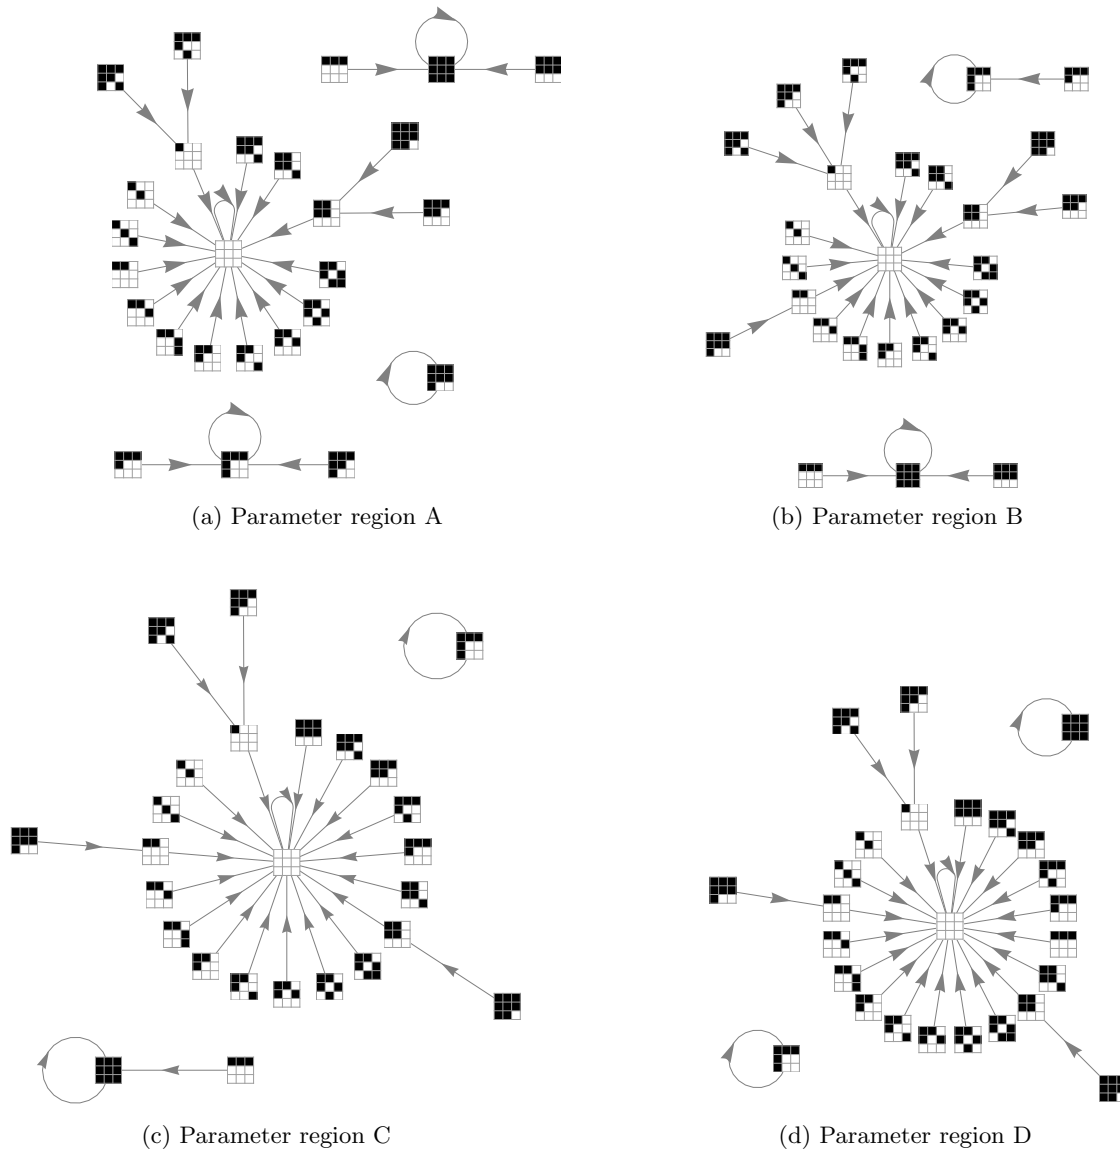 (a) Parameter region A
(b) Parameter region B
(c) Parameter region C
(d) Parameter region D